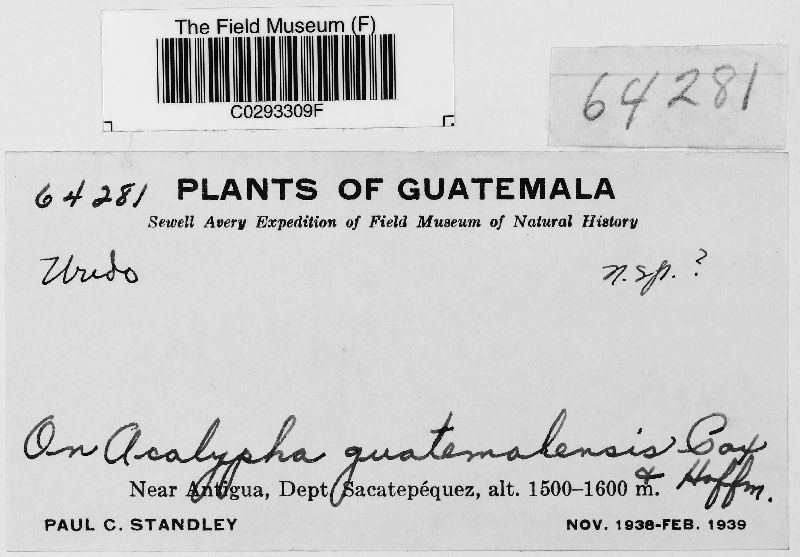 The Field Museum (F)
C0293309F
64281
64281 PLANTS OF GUATEMALA
Sewell Avery Expedition of Field Museum of Natural History
Uredo n.sp.?
On Acalypha guatemalensis Pax
& Hoffm.
Near Antigua, Dept. Sacatepéquez, alt. 1500–1600 m.
PAUL C. STANDLEY NOV. 1938-FEB. 1939